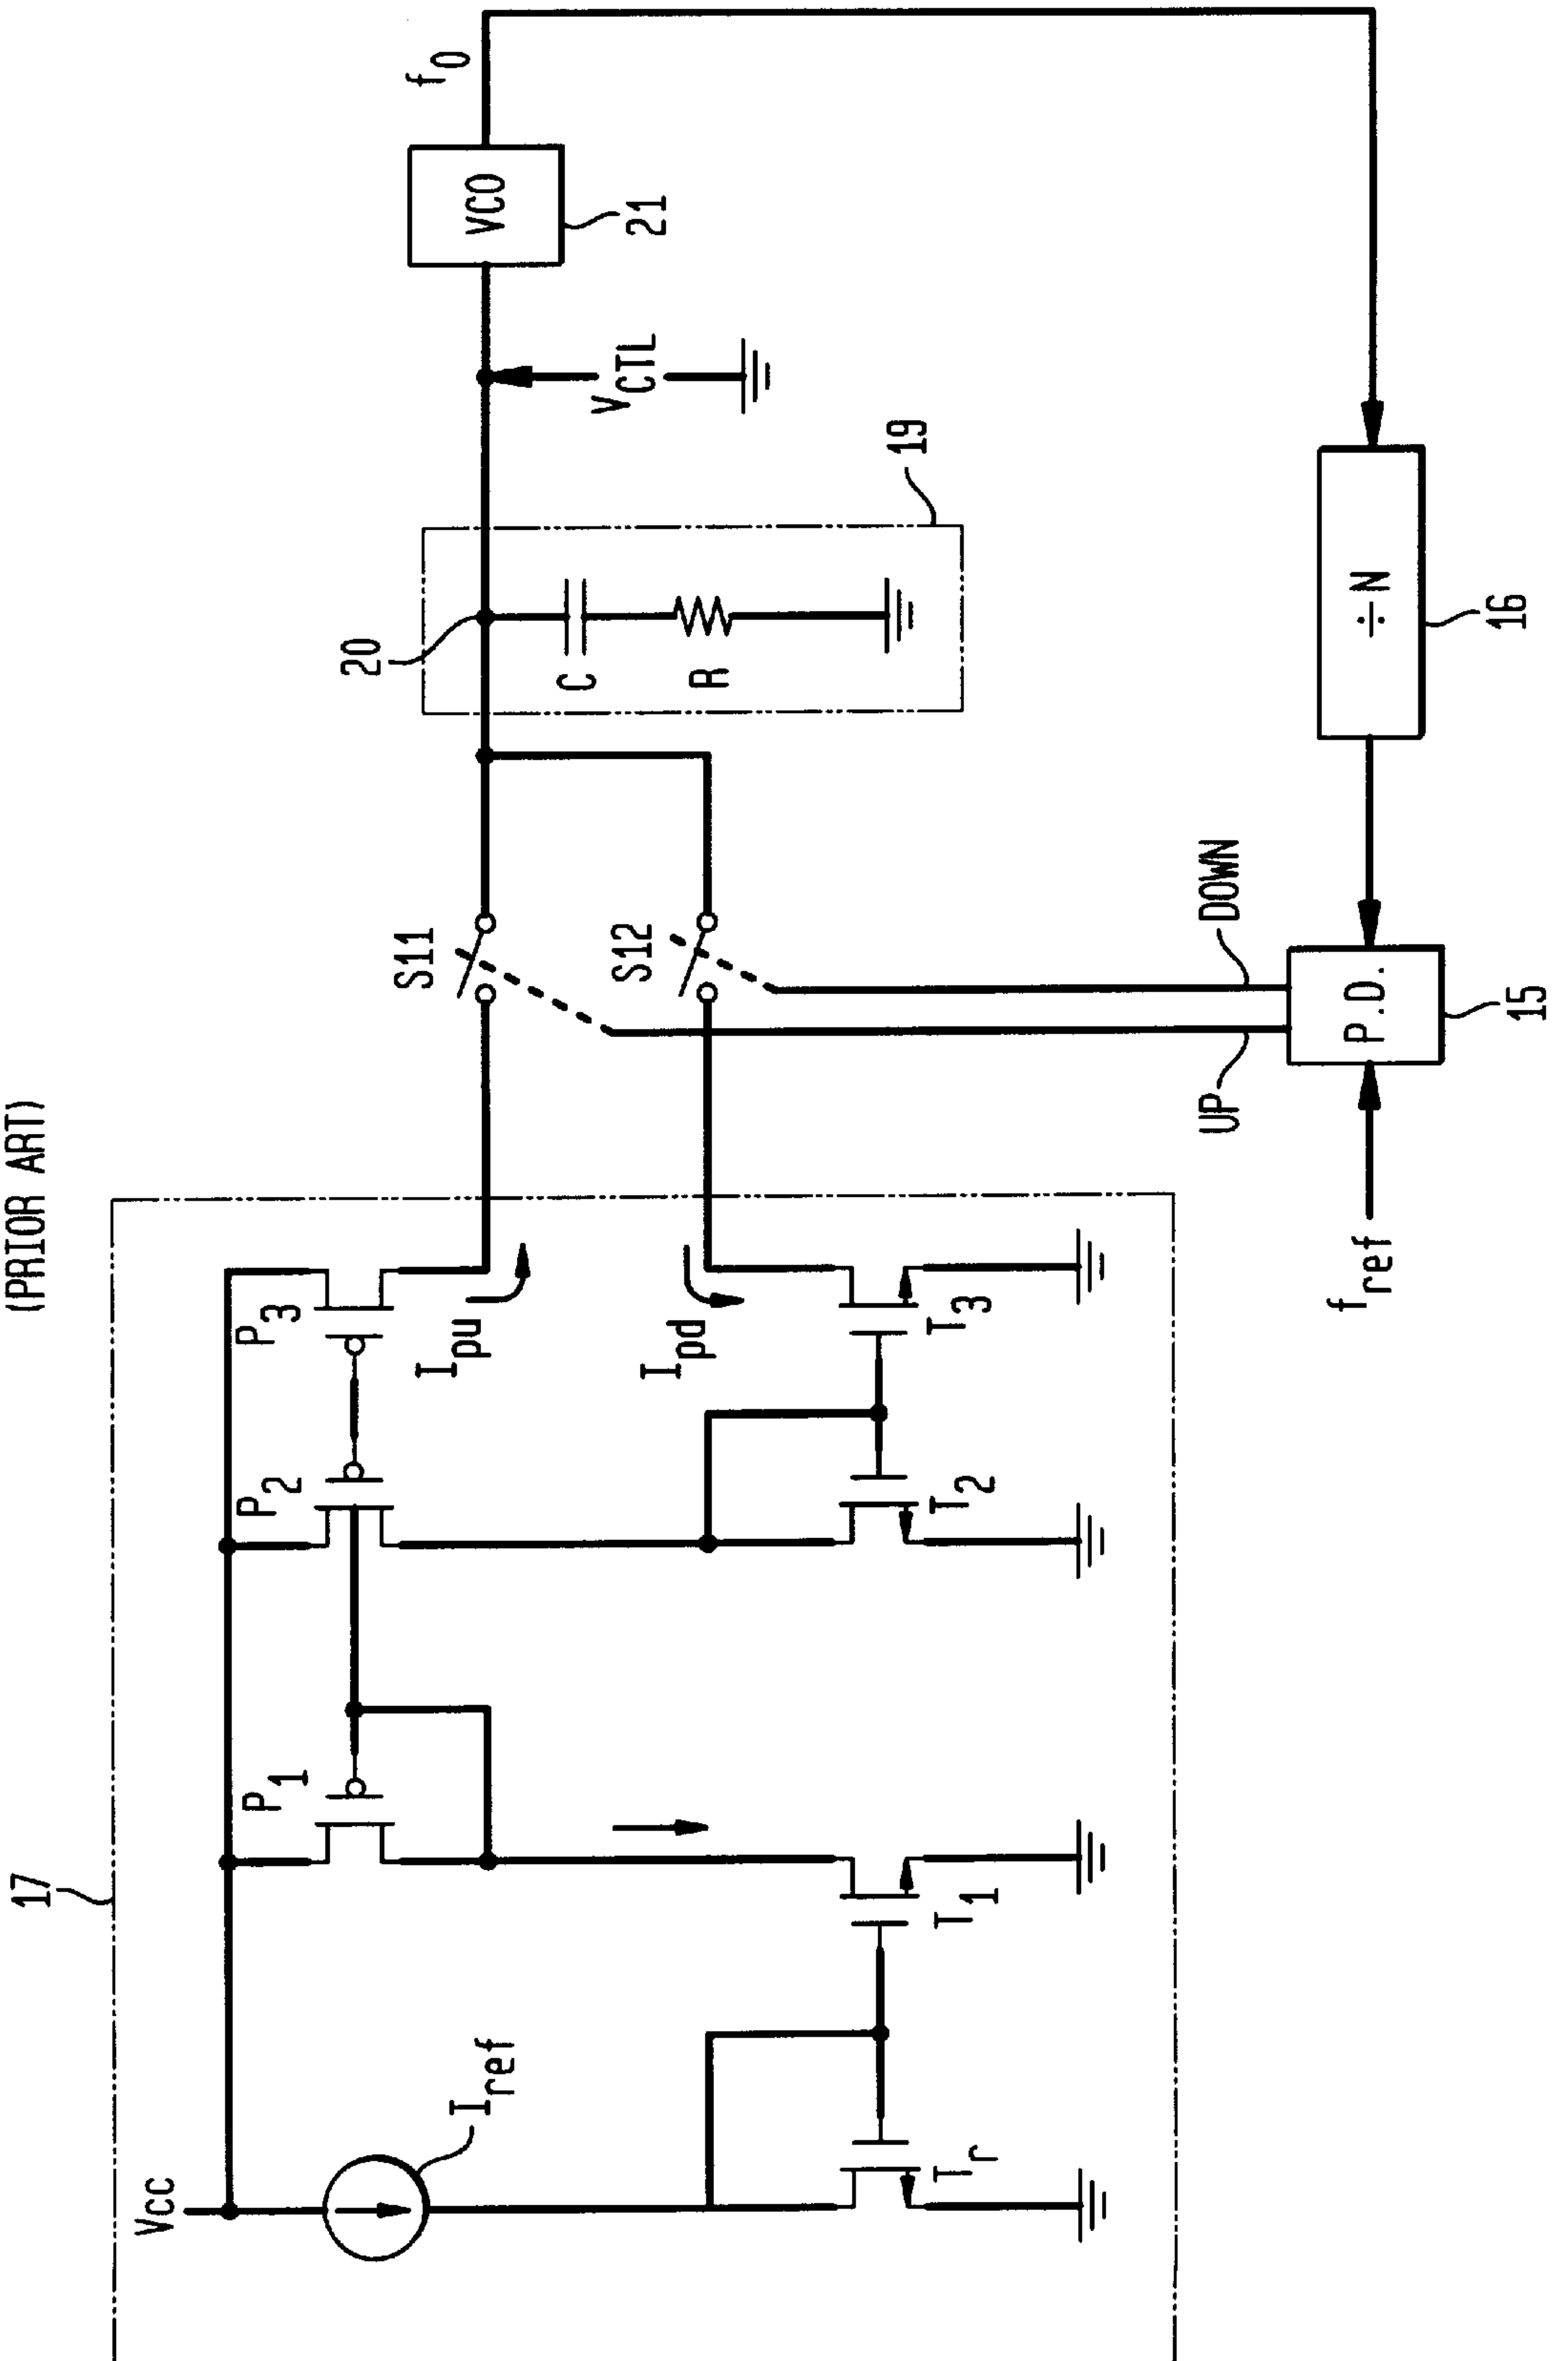 (PRIOR ART)
17
Vcc
I_ref
T_r
T_1
P_1
P_2
P_3
T_2
T_3
I_pu
I_pd
S11
S12
20
C
R
19
V_CTL
VCO
21
f_0
UP
DOWN
f_ref
P.D.
15
÷N
16